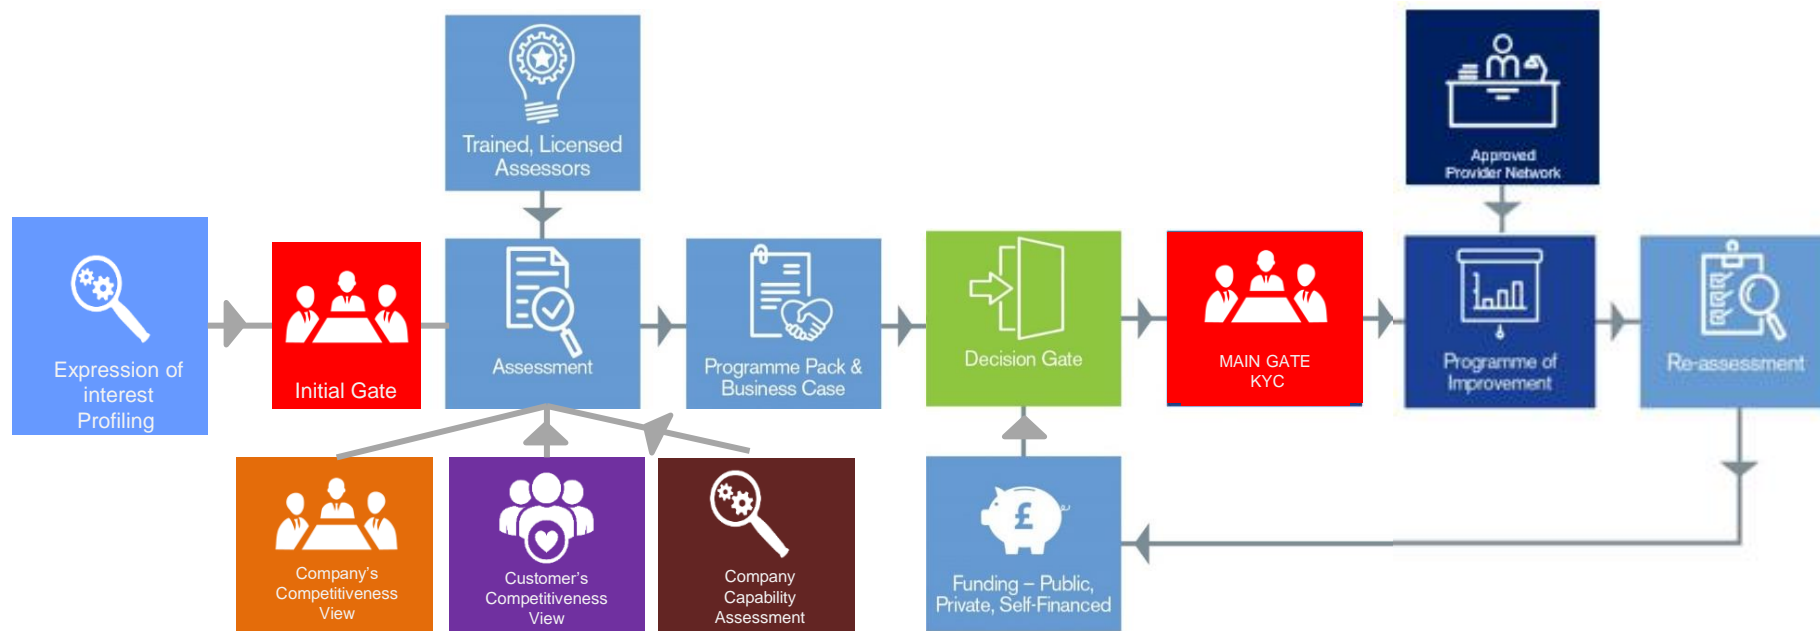 Trained, Licensed
Assessors
Approved
Provider Network
Expression of
interest
Profiling
Initial Gate
Assessment
Programme Pack &
Business Case
Decision Gate
MAIN GATE
KYC
Programme of
Improvement
Re-assessment
Company's
Competitiveness
View
Customer's
Competitiveness
View
Company
Capability
Assessment
£
Funding – Public,
Private, Self-Financed